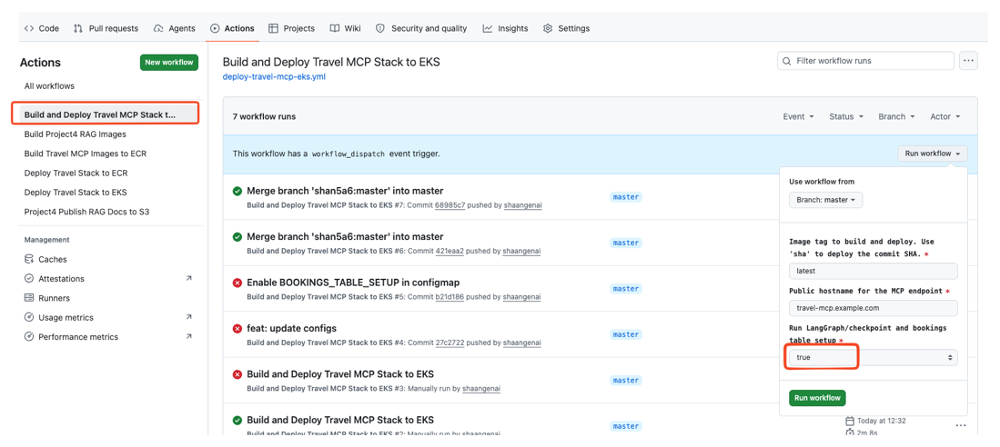 Code
Pull requests
Agents
Actions
Projects
Wiki
Security and quality
Insights
Settings
Actions
New workflow
All workflows
Build and Deploy Travel MCP Stack t...
Build Project4 RAG Images
Build Travel MCP Images to ECR
Deploy Travel Stack to ECR
Deploy Travel Stack to EKS
Project4 Publish RAG Docs to S3
Management
Caches
Attestations
Runners
Usage metrics
Performance metrics
Build and Deploy Travel MCP Stack to EKS
deploy-travel-mcp-eks.yml
Filter workflow runs
7 workflow runs
Event
Status
Branch
Actor
This workflow has a workflow_dispatch event trigger.
Run workflow
Merge branch 'shan5a6:master' into master
Build and Deploy Travel MCP Stack to EKS #7: Commit 68985c7 pushed by shaangenai
master
Merge branch 'shan5a6:master' into master
Build and Deploy Travel MCP Stack to EKS #6: Commit 421eaa2 pushed by shaangenai
master
Enable BOOKINGS_TABLE_SETUP in configmap
Build and Deploy Travel MCP Stack to EKS #5: Commit b21d186 pushed by shaangenai
master
feat: update configs
Build and Deploy Travel MCP Stack to EKS #4: Commit 27c2722 pushed by shaangenai
master
Build and Deploy Travel MCP Stack to EKS
Build and Deploy Travel MCP Stack to EKS #3: Manually run by shaangenai
master
Build and Deploy Travel MCP Stack to EKS
Build and Deploy Travel MCP Stack to EKS #2: Manually run by shaangenai
master
Today at 12:32
2m 8s
Use workflow from
Branch: master
Image tag to build and deploy. Use
'sha' to deploy the commit SHA. *
latest
Public hostname for the MCP endpoint *
travel-mcp.example.com
Run LangGraph/checkpoint and bookings
table setup *
true
Run workflow